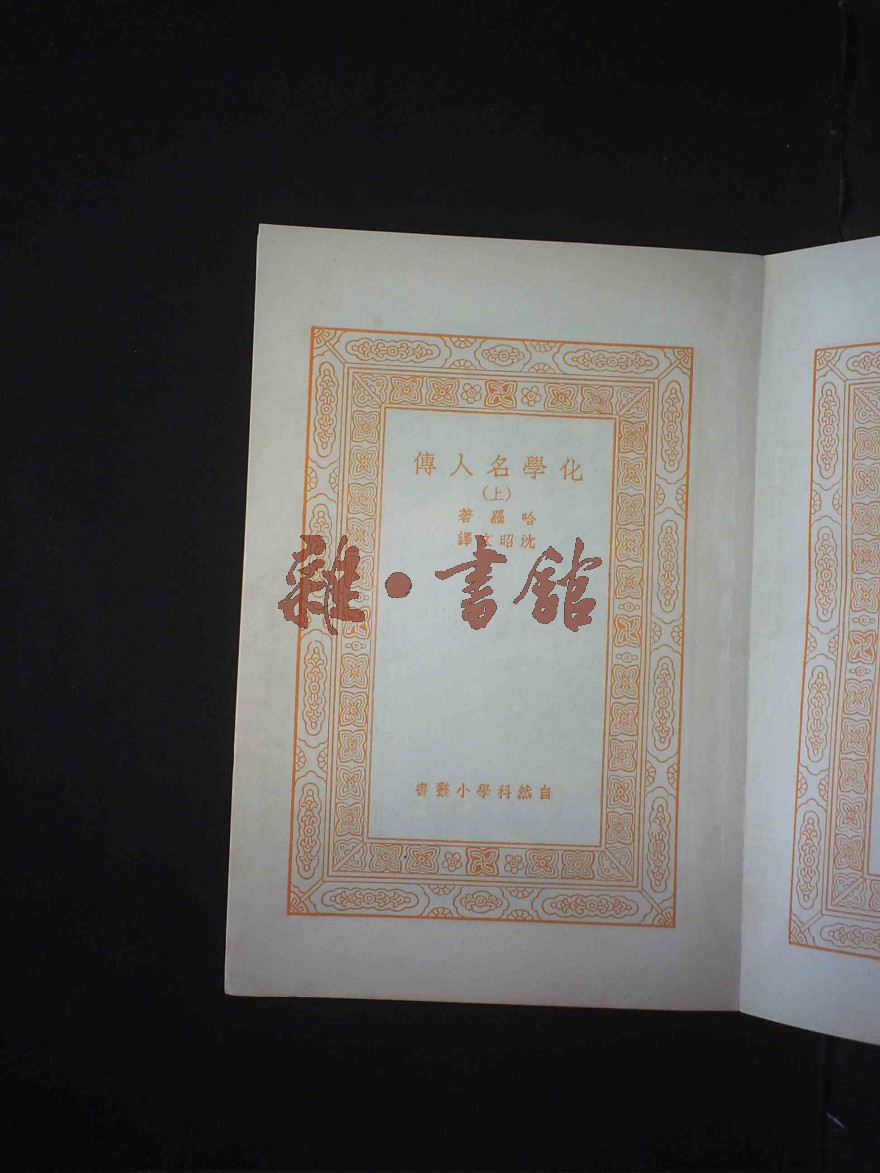 化學名人傳
(上)
哈羅著
沈昭文譯
雜·書館
自然科學小叢書